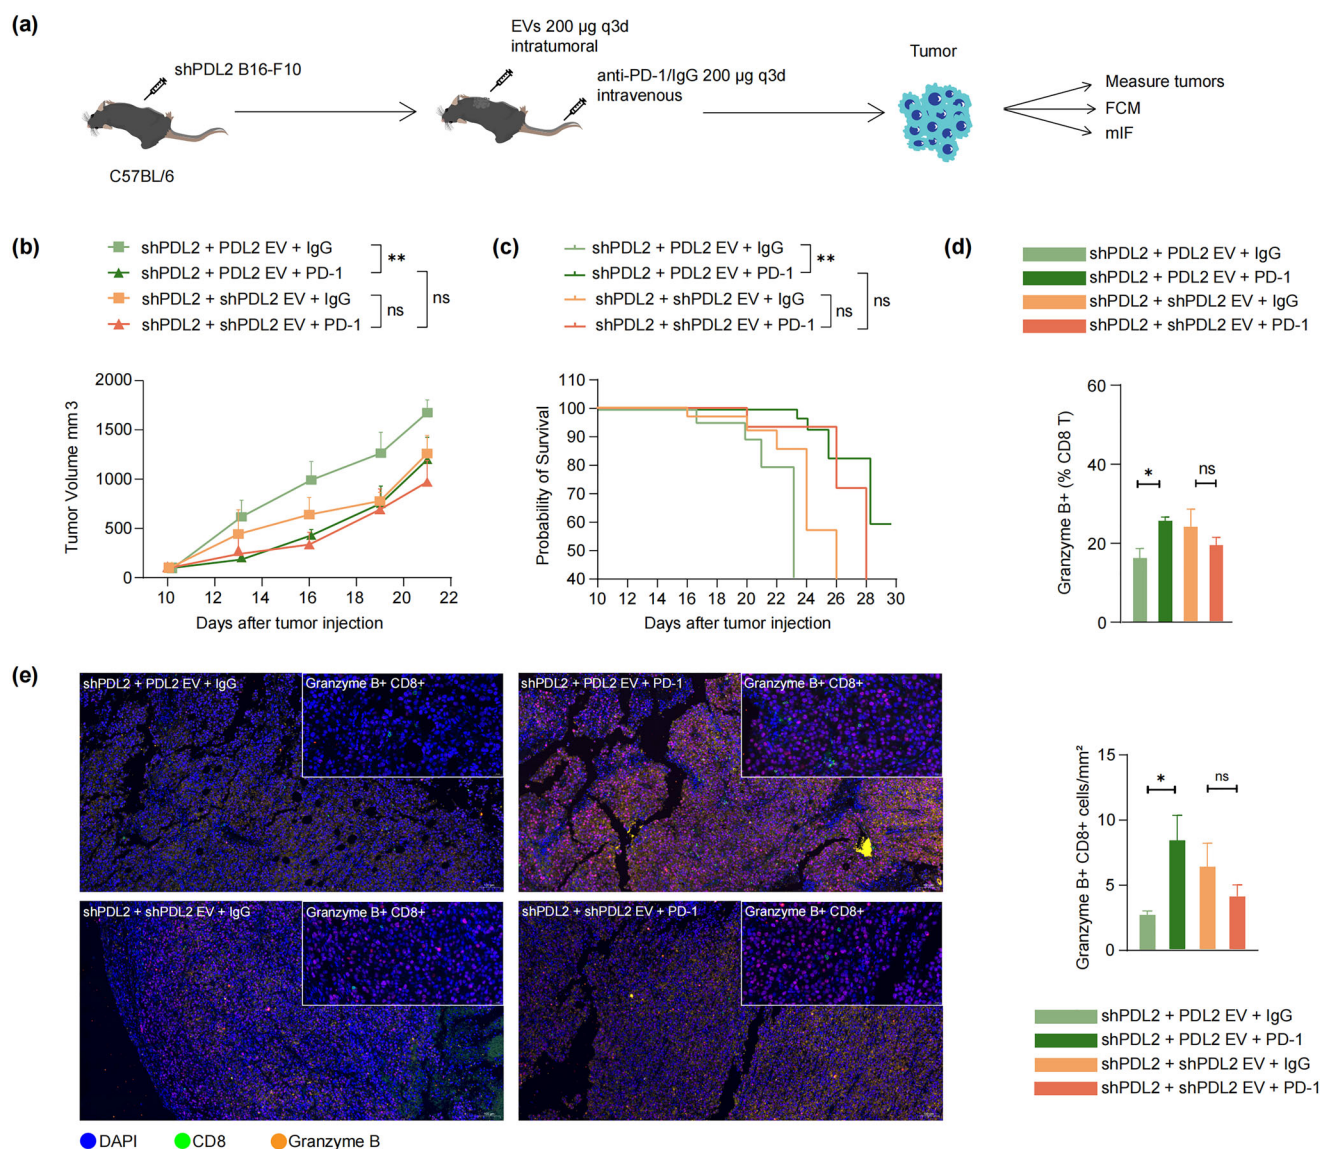 (a)
shPDL2 B16-F10
C57BL/6
EVs 200 µg q3d
intratumoral
anti-PD-1/IgG 200 µg q3d
intravenous
Tumor
Measure tumors
FCM
mIF
(b)
shPDL2 + PDL2 EV + IgG
shPDL2 + PDL2 EV + PD-1
shPDL2 + shPDL2 EV + IgG
shPDL2 + shPDL2 EV + PD-1
**
ns
ns
Tumor Volume mm3
2000
1500
1000
500
0
10 12 14 16 18 20 22
Days after tumor injection
(c)
shPDL2 + PDL2 EV + IgG
shPDL2 + PDL2 EV + PD-1
shPDL2 + shPDL2 EV + IgG
shPDL2 + shPDL2 EV + PD-1
**
ns
ns
Probability of Survival
110
100
90
80
70
60
50
40
10 12 14 16 18 20 22 24 26 28 30
Days after tumor injection
(d)
shPDL2 + PDL2 EV + IgG
shPDL2 + PDL2 EV + PD-1
shPDL2 + shPDL2 EV + IgG
shPDL2 + shPDL2 EV + PD-1
Granzyme B+ (% CD8 T)
60
40
20
0
*
ns
(e)
shPDL2 + PDL2 EV + IgG
Granzyme B+ CD8+
shPDL2 + PDL2 EV + PD-1
Granzyme B+ CD8+
shPDL2 + shPDL2 EV + IgG
Granzyme B+ CD8+
shPDL2 + shPDL2 EV + PD-1
Granzyme B+ CD8+
DAPI
CD8
Granzyme B
Granzyme B+ CD8+ cells/mm²
15
10
5
0
*
ns
shPDL2 + PDL2 EV + IgG
shPDL2 + PDL2 EV + PD-1
shPDL2 + shPDL2 EV + IgG
shPDL2 + shPDL2 EV + PD-1